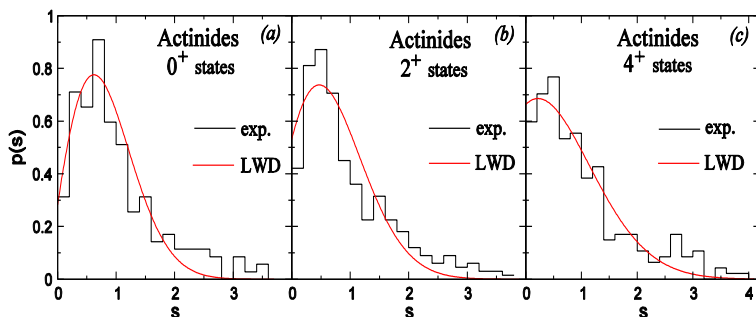 Actinides (a)
0+ states
exp.
LWD
Actinides (b)
2+ states
exp.
LWD
Actinides (c)
4+ states
exp.
LWD
p(s)
1
0.8
0.6
0.4
0.2
0
0 1 2 3
s
0 1 2 3
s
0 1 2 3 4
s